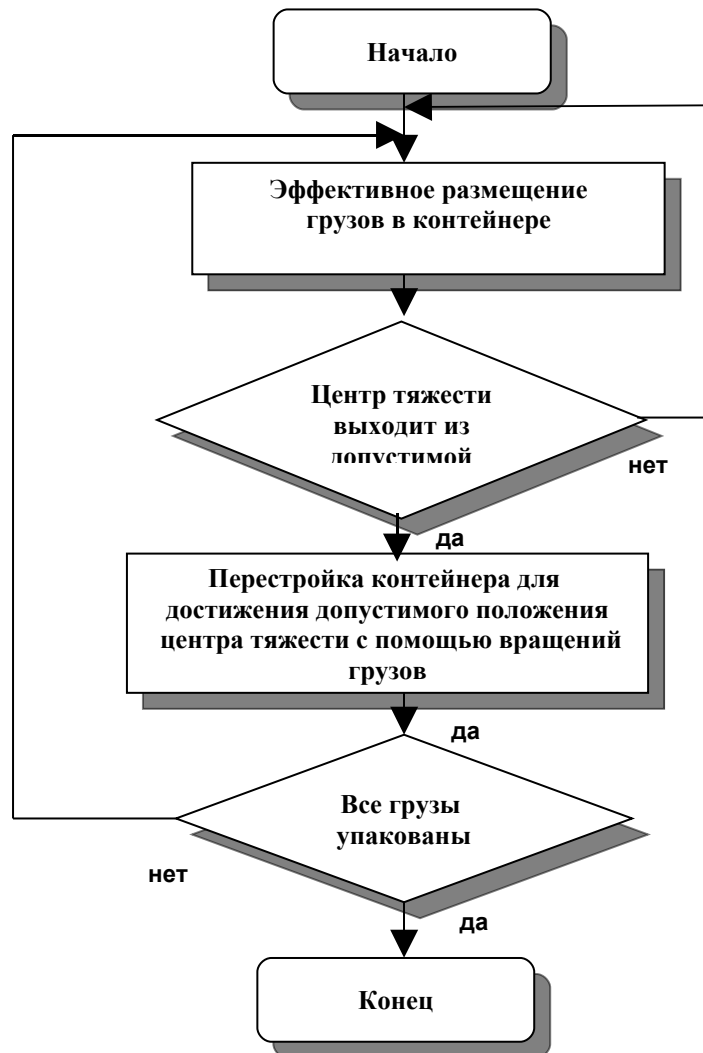 Начало
Эффективное размещение
грузов в контейнере
Центр тяжести
выходит из
допустимой
нет
да
Перестройка контейнера для
достижения допустимого положения
центра тяжести с помощью вращений
грузов
да
Все грузы
упакованы
нет
да
Конец